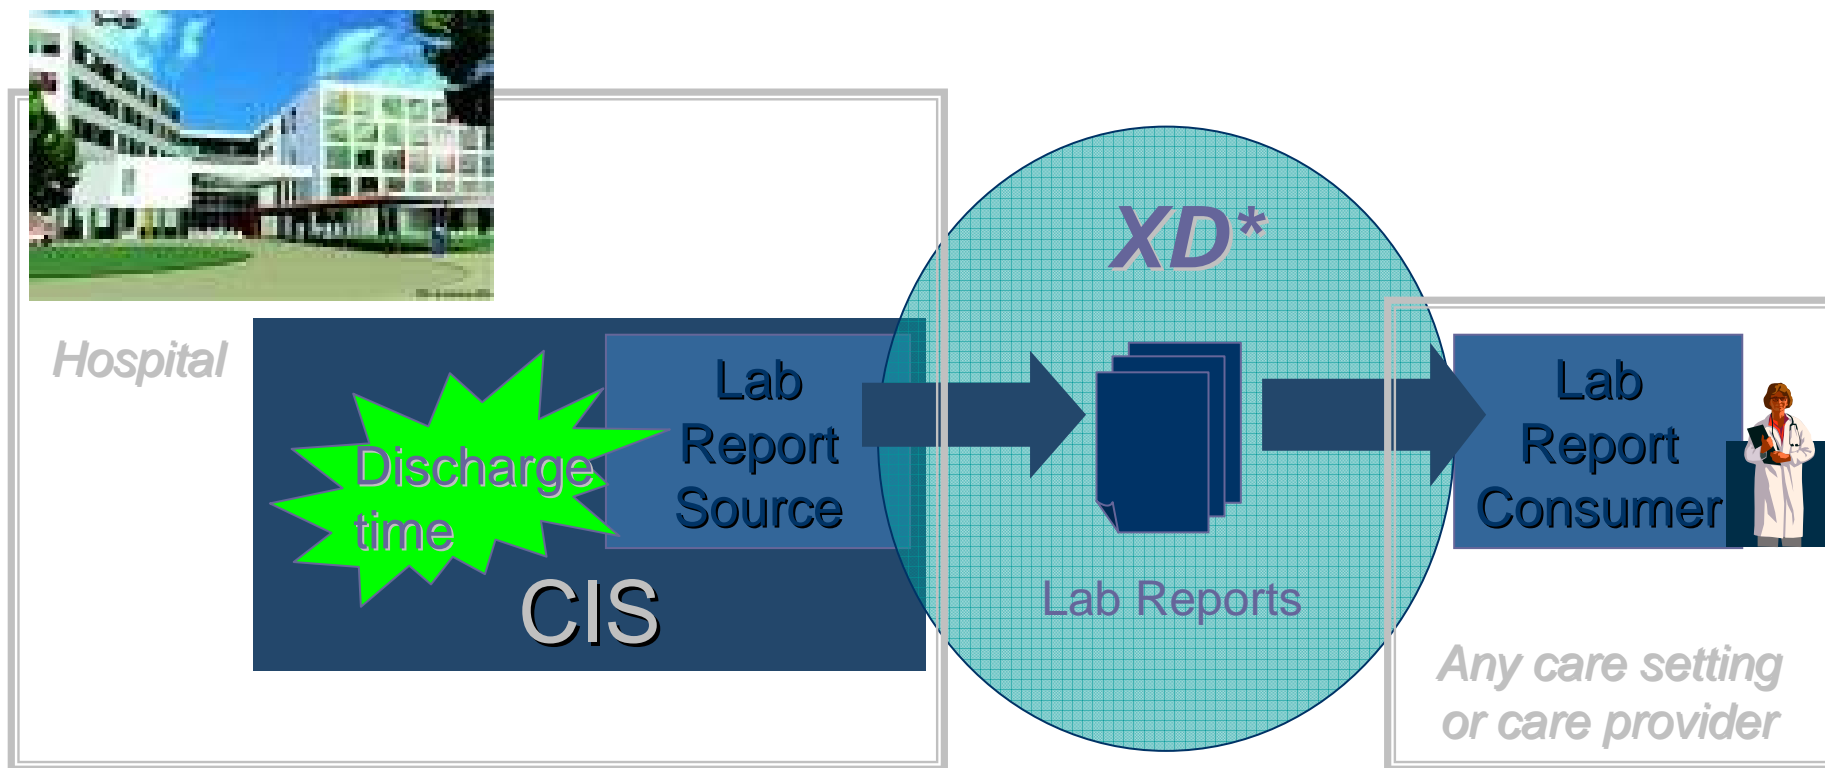 Hospital
Discharge
time
Lab
Report
Source
CIS
XD*
Lab Reports
Lab
Report
Consumer
Any care setting
or care provider